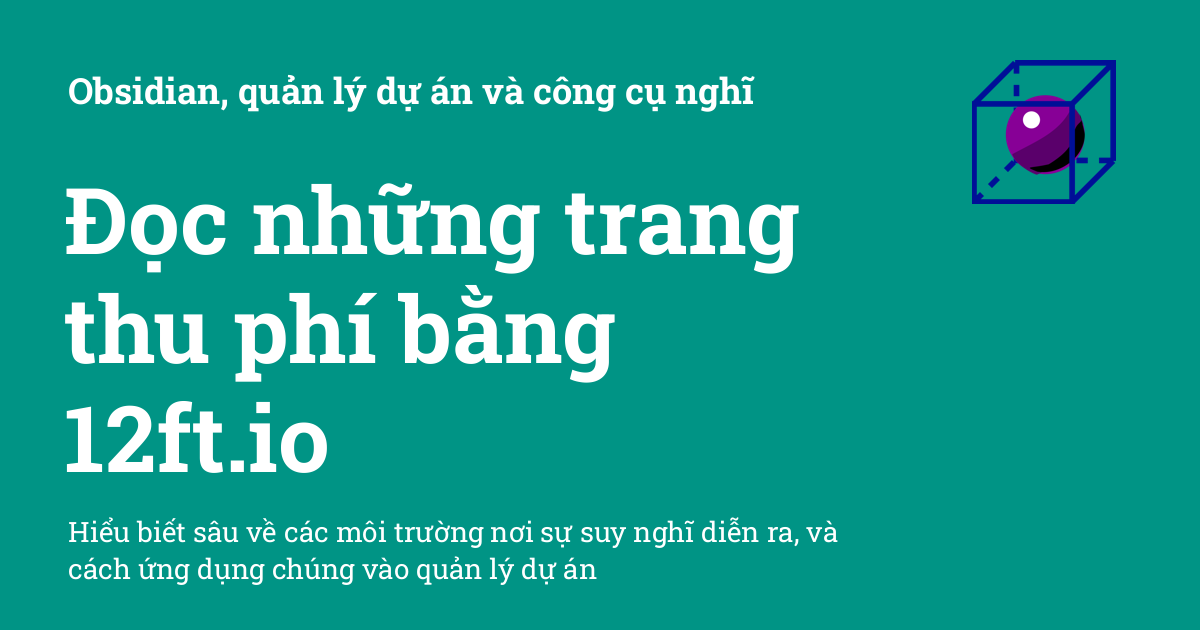 Obsidian, quản lý dự án và công cụ nghĩ
Đọc những trang
thu phí bằng
12ft.io
Hiểu biết sâu về các môi trường nơi sự suy nghĩ diễn ra, và
cách ứng dụng chúng vào quản lý dự án